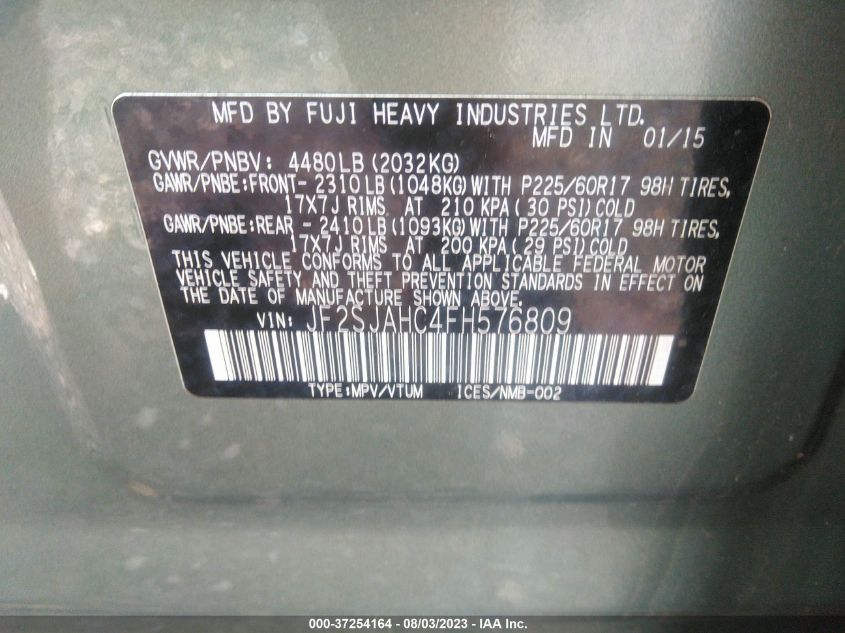 MFD BY FUJI HEAVY INDUSTRIES LTD.
MFD IN 01/15
GVWR/PNBV: 4480LB (2032KG)
GAWR/PNBE:FRONT- 2310LB (1048KG) WITH P225/60R17 98H TIRES,
17X7J RIMS AT 210 KPA( 30 PSI) COLD
GAWR/PNBE:REAR - 2410LB (1093KG) WITH P225/60R17 98H TIRES,
17X7J RIMS AT 200 KPA( 29 PSI) COLD
THIS VEHICLE CONFORMS TO ALL APPLICABLE FEDERAL MOTOR
VEHICLE SAFETY AND THEFT PREVENTION STANDARDS IN EFFECT ON
THE DATE OF MANUFACTURE SHOWN ABOVE.
VIN: JF2SJAHC4FH576809
TYPE:MPV/VTUM ICES/NMB-002
000-37254164 - 08/03/2023 - IAA Inc.